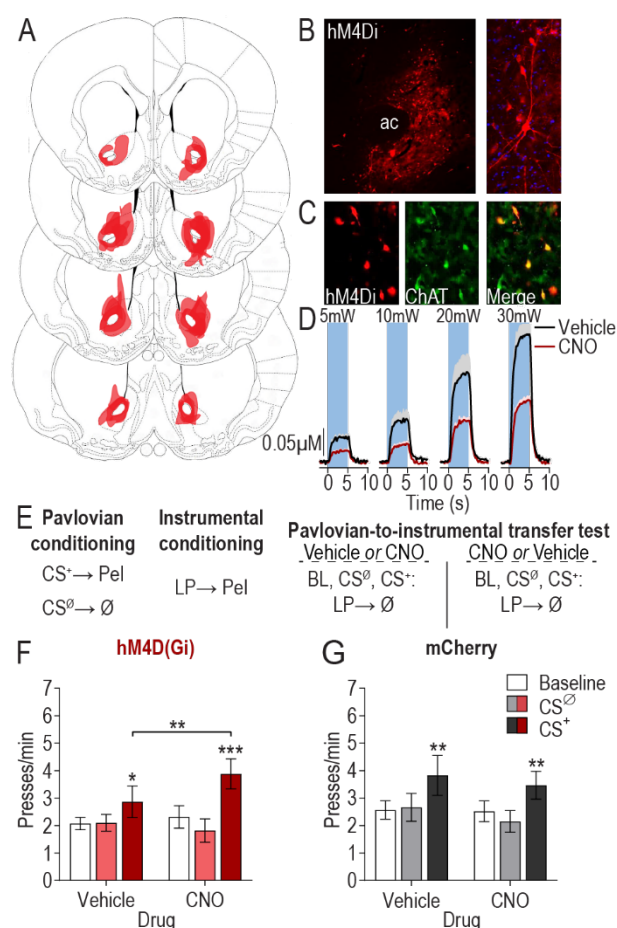 A
B
hM4Di
ac
C
hM4Di
ChAT
Merge
D
5mW
10mW
20mW
30mW
Vehicle
CNO
0.05µM
0 5 10 0 5 10 0 5 10 0 5 10
Time (s)
E
Pavlovian
conditioning
CS⁺→ Pel
CS^Ø→ Ø
Instrumental
conditioning
LP→ Pel
Pavlovian-to-instrumental transfer test
Vehicle or CNO
BL, CS^Ø, CS⁺:
LP→ Ø
CNO or Vehicle
BL, CS^Ø, CS⁺:
LP→ Ø
F
hM4D(Gi)
Presses/min
7
6
5
4
3
2
1
0
**
*
***
Vehicle
CNO
Drug
G
mCherry
Baseline
CS^Ø
CS⁺
Presses/min
7
6
5
4
3
2
1
0
**
**
Vehicle
CNO
Drug